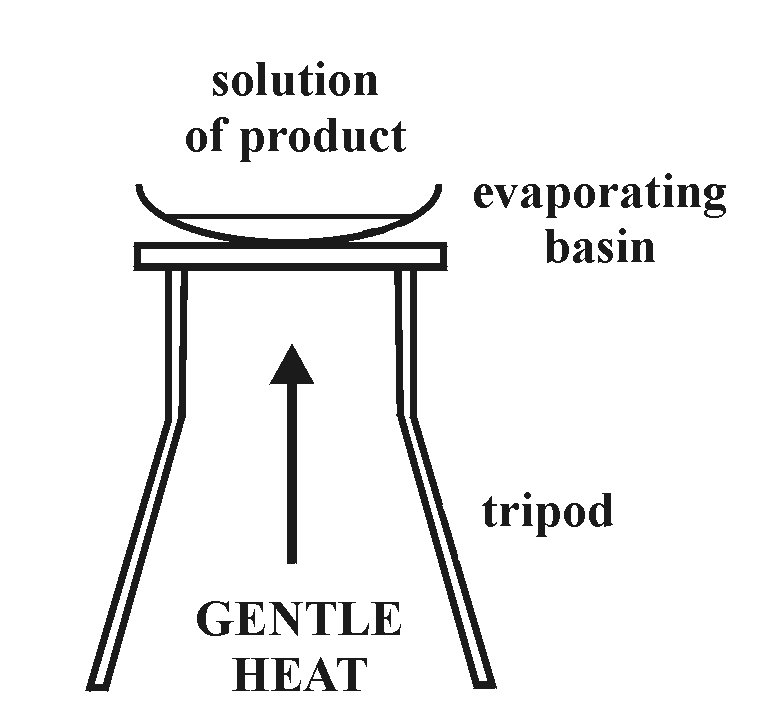 solution
of product
evaporating
basin
tripod
GENTLE
HEAT